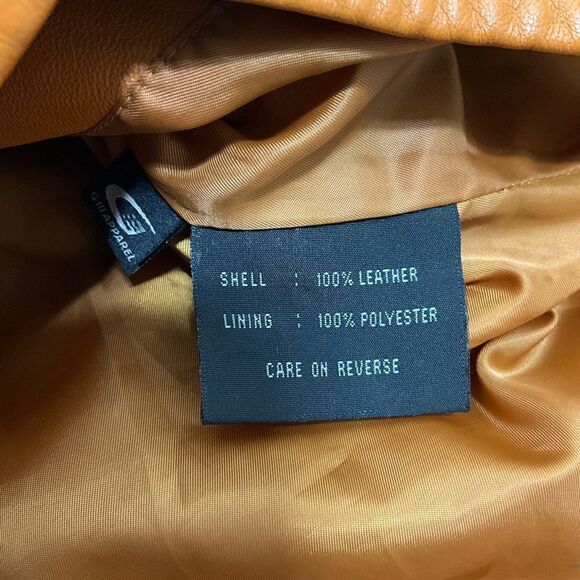 G-III APPAREL
SHELL : 100% LEATHER
LINING : 100% POLYESTER
CARE ON REVERSE